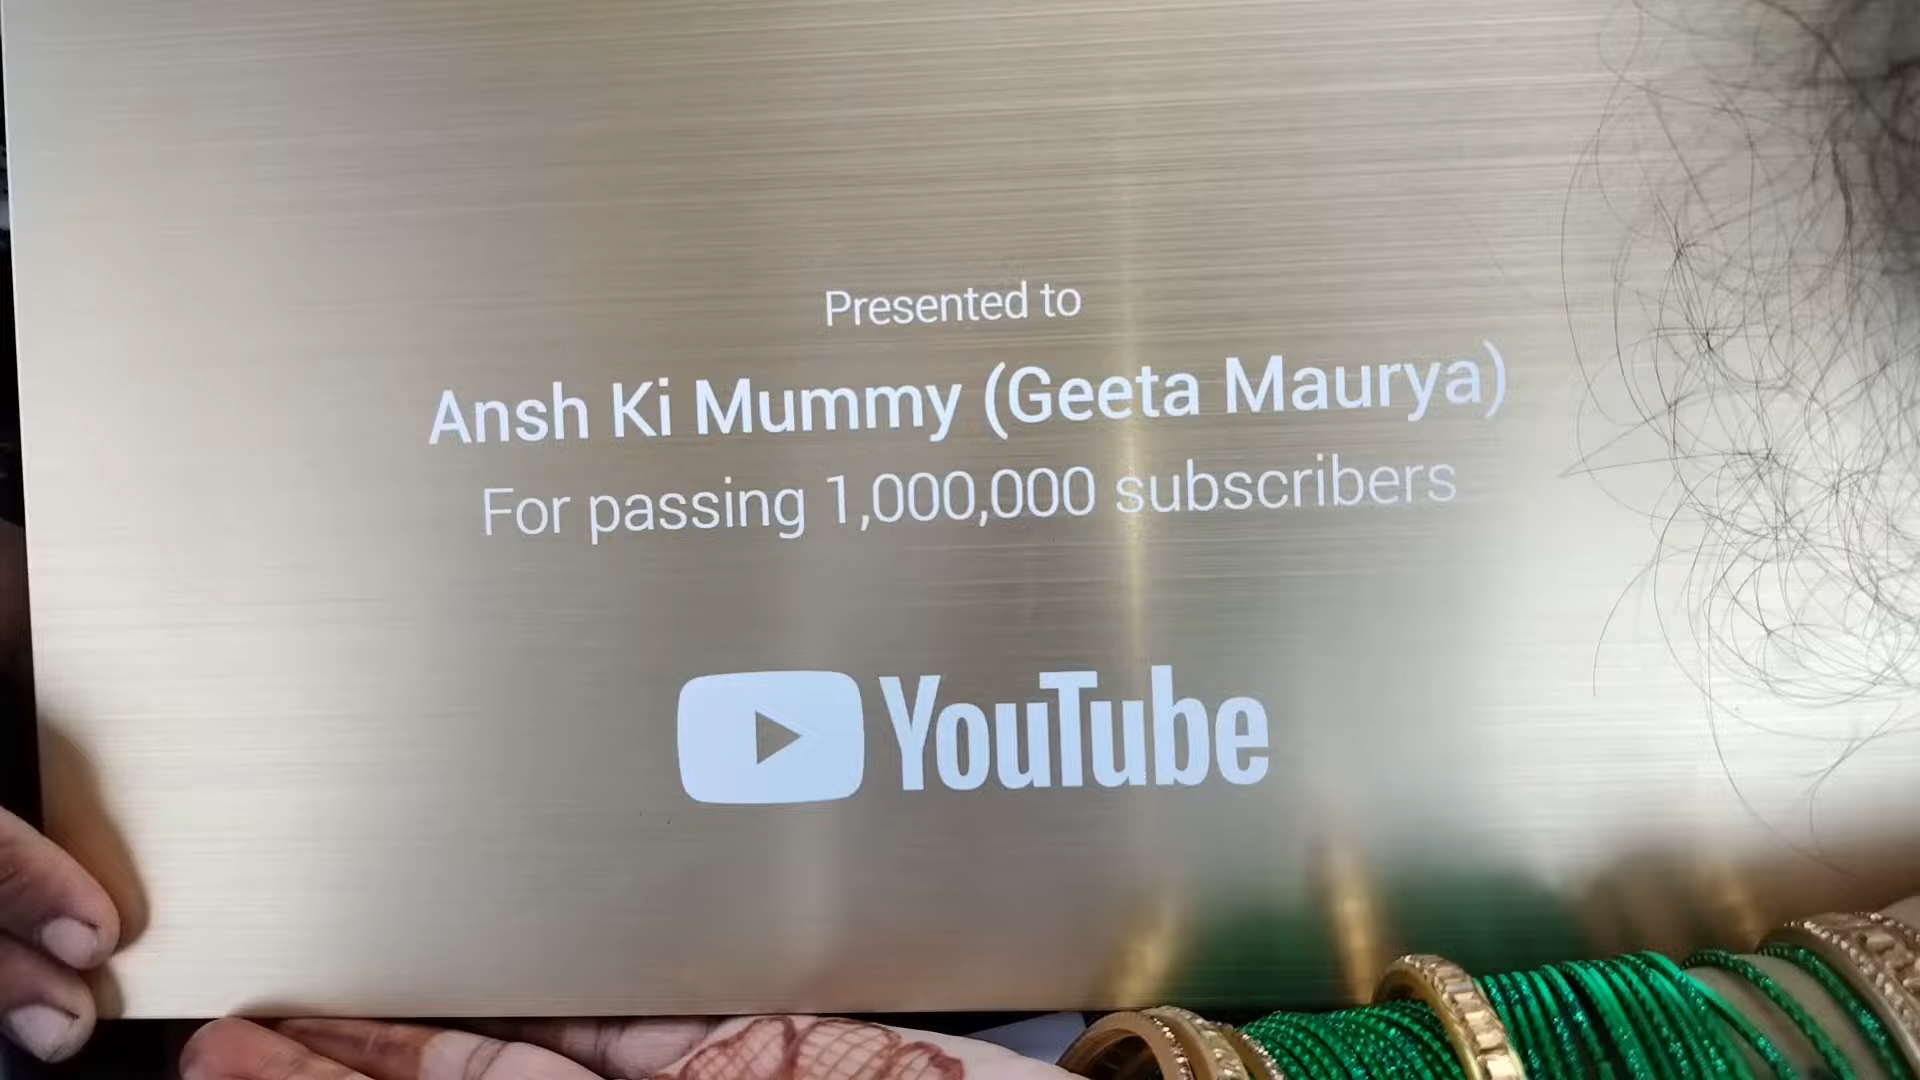 Presented to
Ansh Ki Mummy (Geeta Maurya)
For passing 1,000,000 subscribers
YouTube